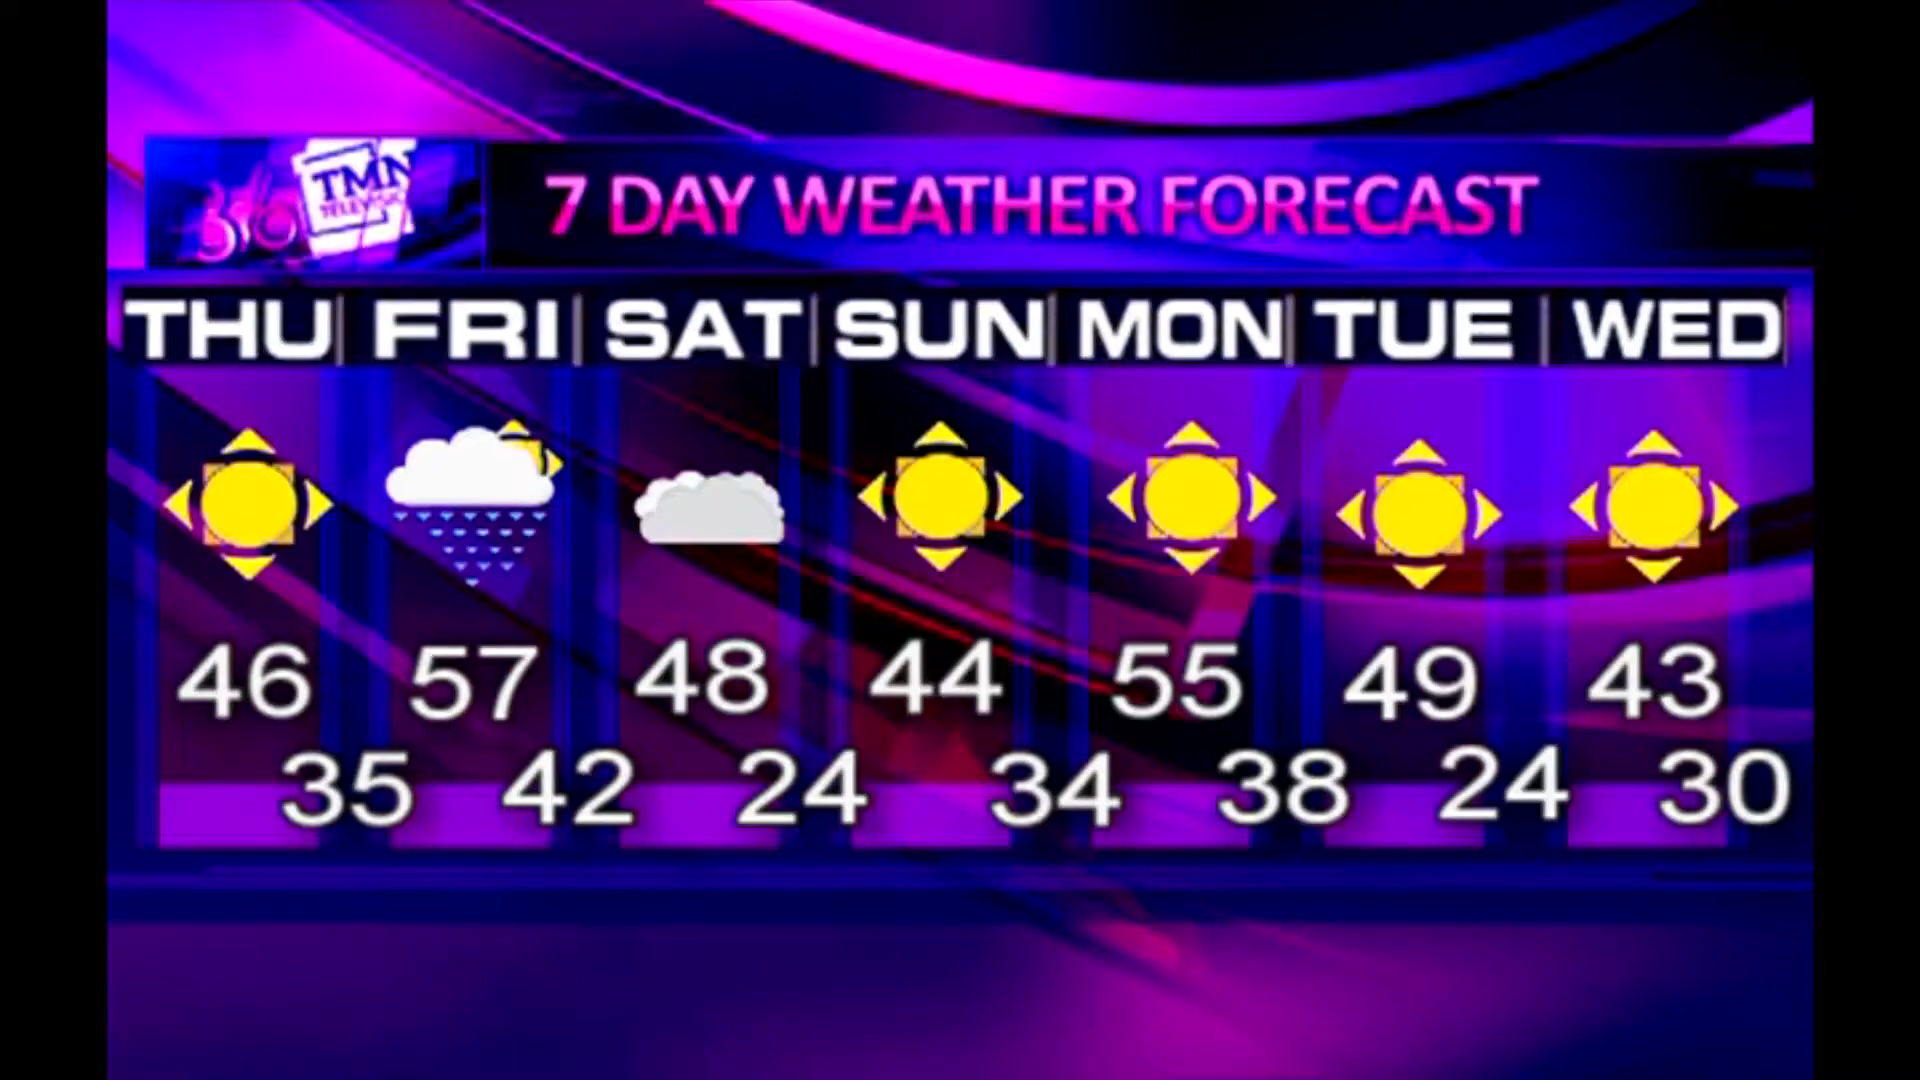 TMN
7 DAY WEATHER FORECAST
THU FRI SAT SUN MON TUE WED
46 57 48 44 55 49 43
35 42 24 34 38 24 30